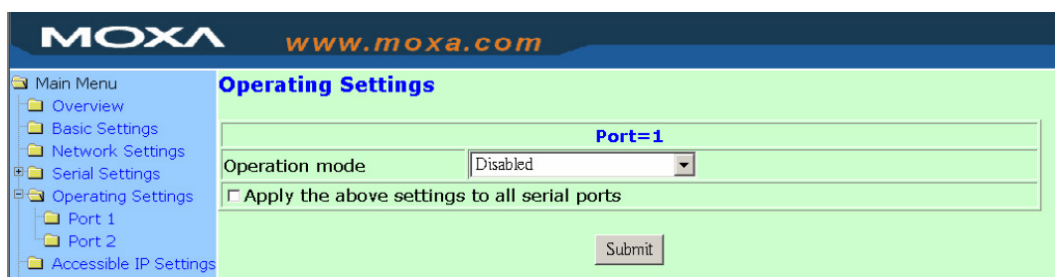 MOXA www.moxa.com
Main Menu
Overview
Basic Settings
Network Settings
Serial Settings
Operating Settings
Port 1
Port 2
Accessible IP Settings
Operating Settings
Port=1
Operation mode Disabled
Apply the above settings to all serial ports
Submit